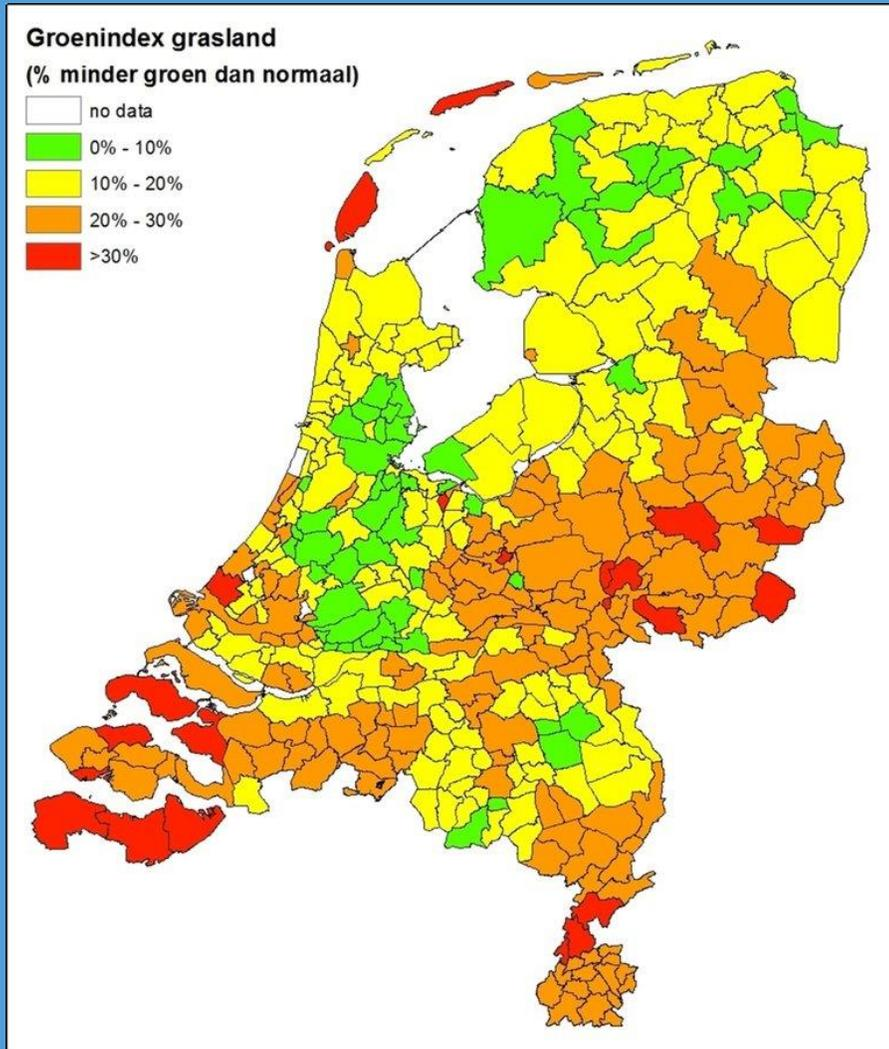 Groenindex grasland
(% minder groen dan normaal)
no data
0% - 10%
10% - 20%
20% - 30%
>30%